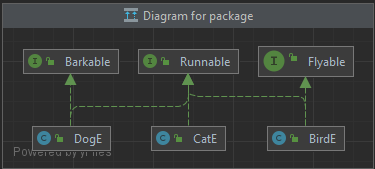 Diagram for package
I Barkable
I Runnable
I Flyable
C DogE
C CatE
C BirdE
Powered by yFiles